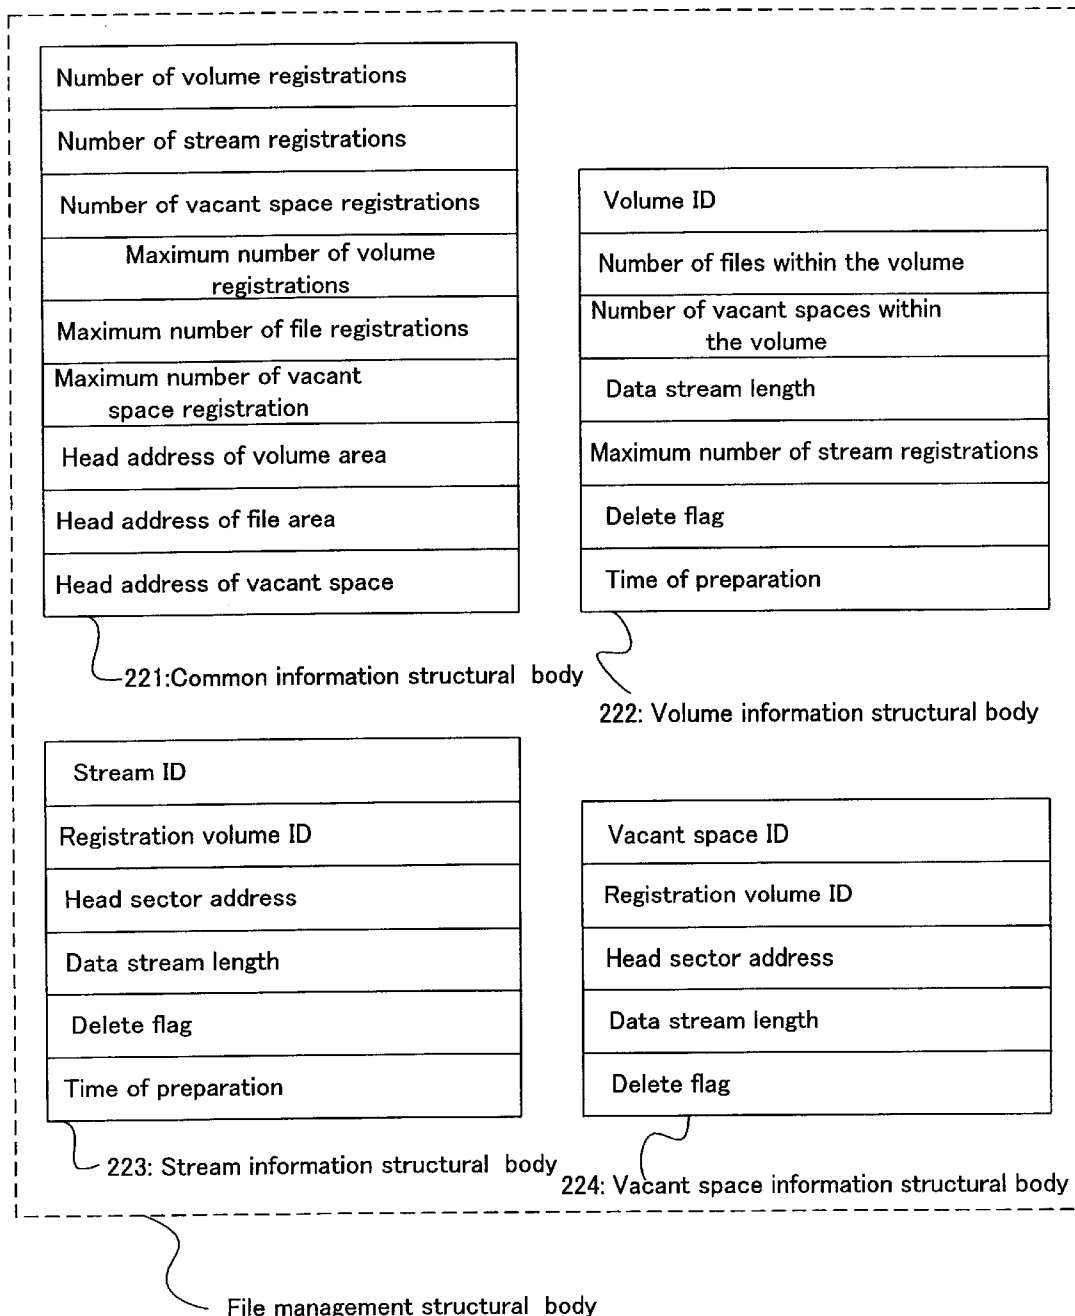 Number of volume registrations
Number of stream registrations
Number of vacant space registrations
Maximum number of volume
registrations
Maximum number of file registrations
Maximum number of vacant
space registration
Head address of volume area
Head address of file area
Head address of vacant space
221:Common information structural body
Volume ID
Number of files within the volume
Number of vacant spaces within
the volume
Data stream length
Maximum number of stream registrations
Delete flag
Time of preparation
222: Volume information structural body
Stream ID
Registration volume ID
Head sector address
Data stream length
Delete flag
Time of preparation
223: Stream information structural body
Vacant space ID
Registration volume ID
Head sector address
Data stream length
Delete flag
224: Vacant space information structural body
File management structural body